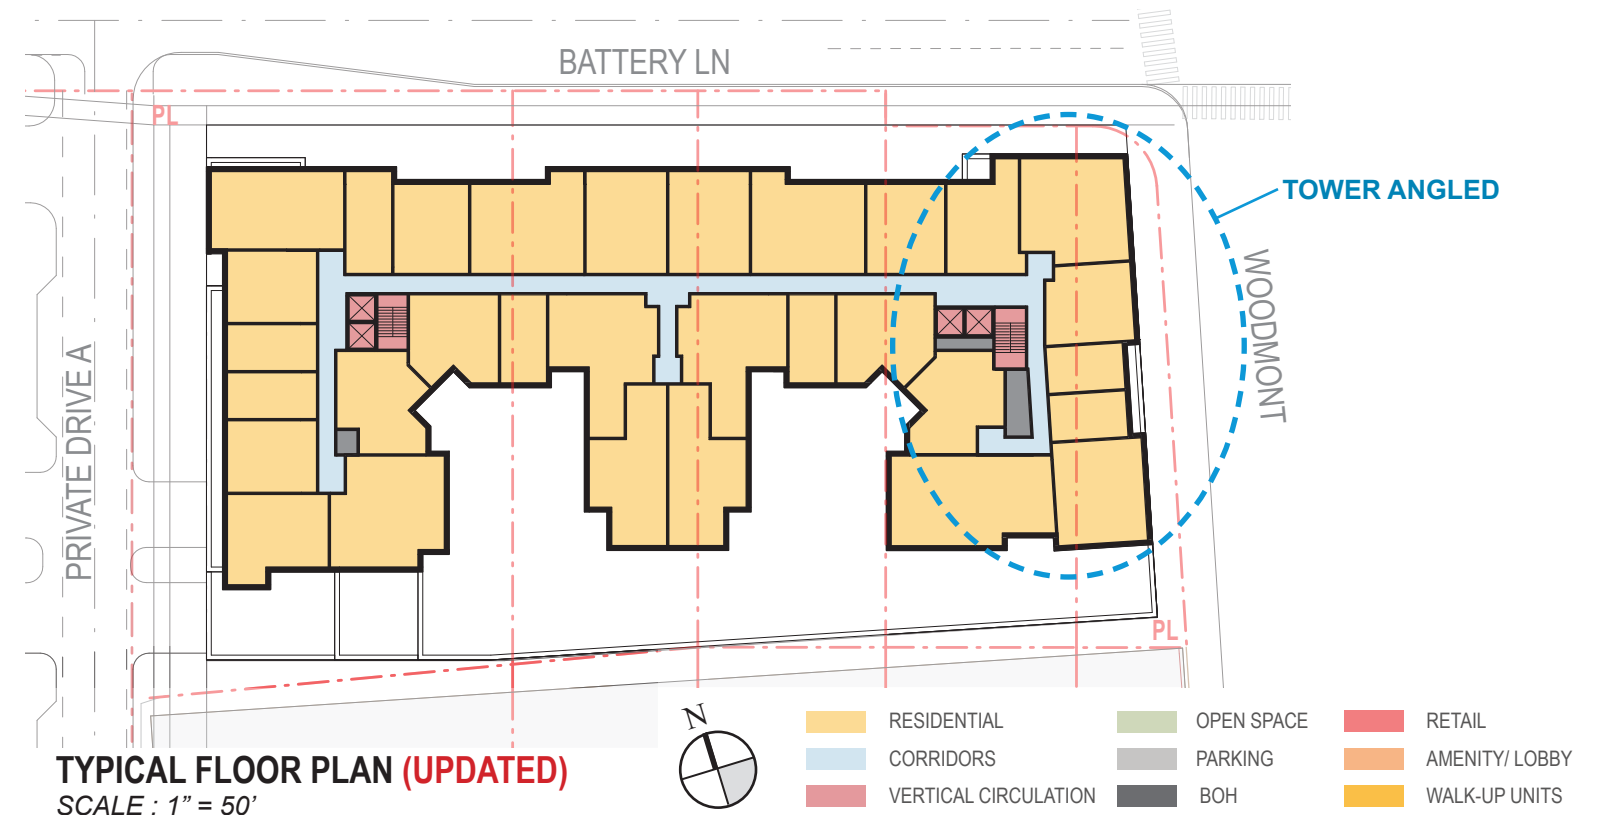 BATTERY LN
PL
TOWER ANGLED
WOODMONT
PRIVATE DRIVE A
PL
N
RESIDENTIAL
OPEN SPACE
RETAIL
CORRIDORS
PARKING
AMENITY/ LOBBY
VERTICAL CIRCULATION
BOH
WALK-UP UNITS
TYPICAL FLOOR PLAN (UPDATED)
SCALE : 1” = 50’